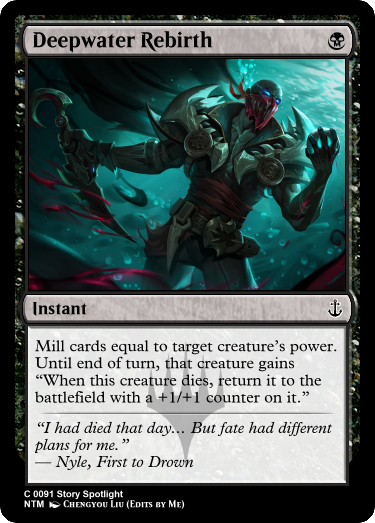 Deepwater Rebirth
Instant
Mill cards equal to target creature's power.
Until end of turn, that creature gains
“When this creature dies, return it to the
battlefield with a +1/+1 counter on it.”
“I had died that day… But fate had different
plans for me.”
— Nyle, First to Drown
C 0091 Story Spotlight
NTM Chengyou Liu (Edits by Me)